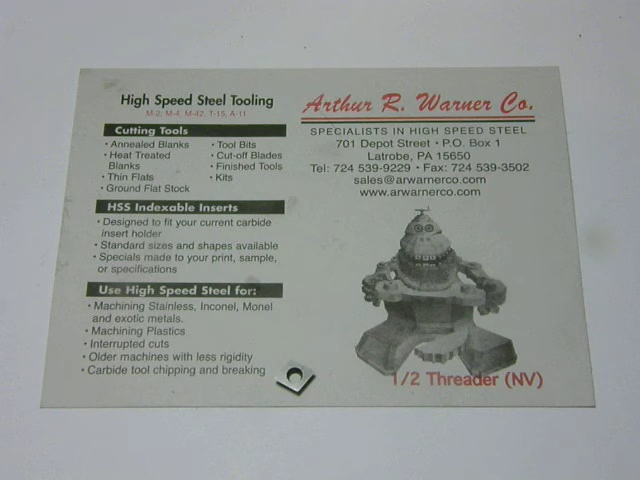 High Speed Steel Tooling
M-2, M-4, M-42, T-15, A-11
Cutting Tools
• Annealed Blanks
• Heat Treated
Blanks
• Thin Flats
• Ground Flat Stock
• Tool Bits
• Cut-off Blades
• Finished Tools
• Kits
HSS Indexable Inserts
• Designed to fit your current carbide
insert holder
• Standard sizes and shapes available
• Specials made to your print, sample,
or specifications
Use High Speed Steel for:
• Machining Stainless, Inconel, Monel
and exotic metals.
• Machining Plastics
• Interrupted cuts
• Older machines with less rigidity
• Carbide tool chipping and breaking
Arthur R. Warner Co.
SPECIALISTS IN HIGH SPEED STEEL
701 Depot Street • P.O. Box 1
Latrobe, PA 15650
Tel: 724 539-9229 • Fax: 724 539-3502
sales@arwarnerco.com
www.arwarnerco.com
1/2 Threader (NV)